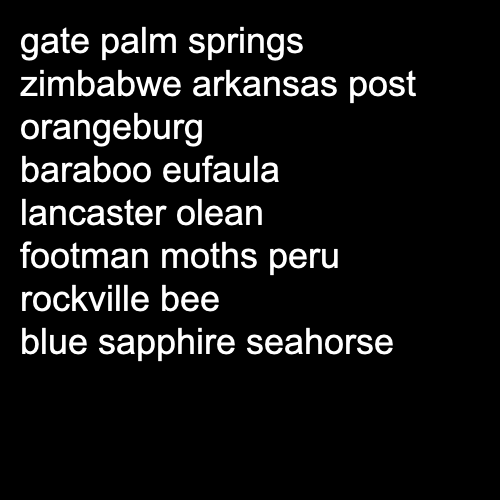 gate palm springs
zimbabwe arkansas post
orangeburg
baraboo eufaula
lancaster olean
footman moths peru
rockville bee
blue sapphire seahorse